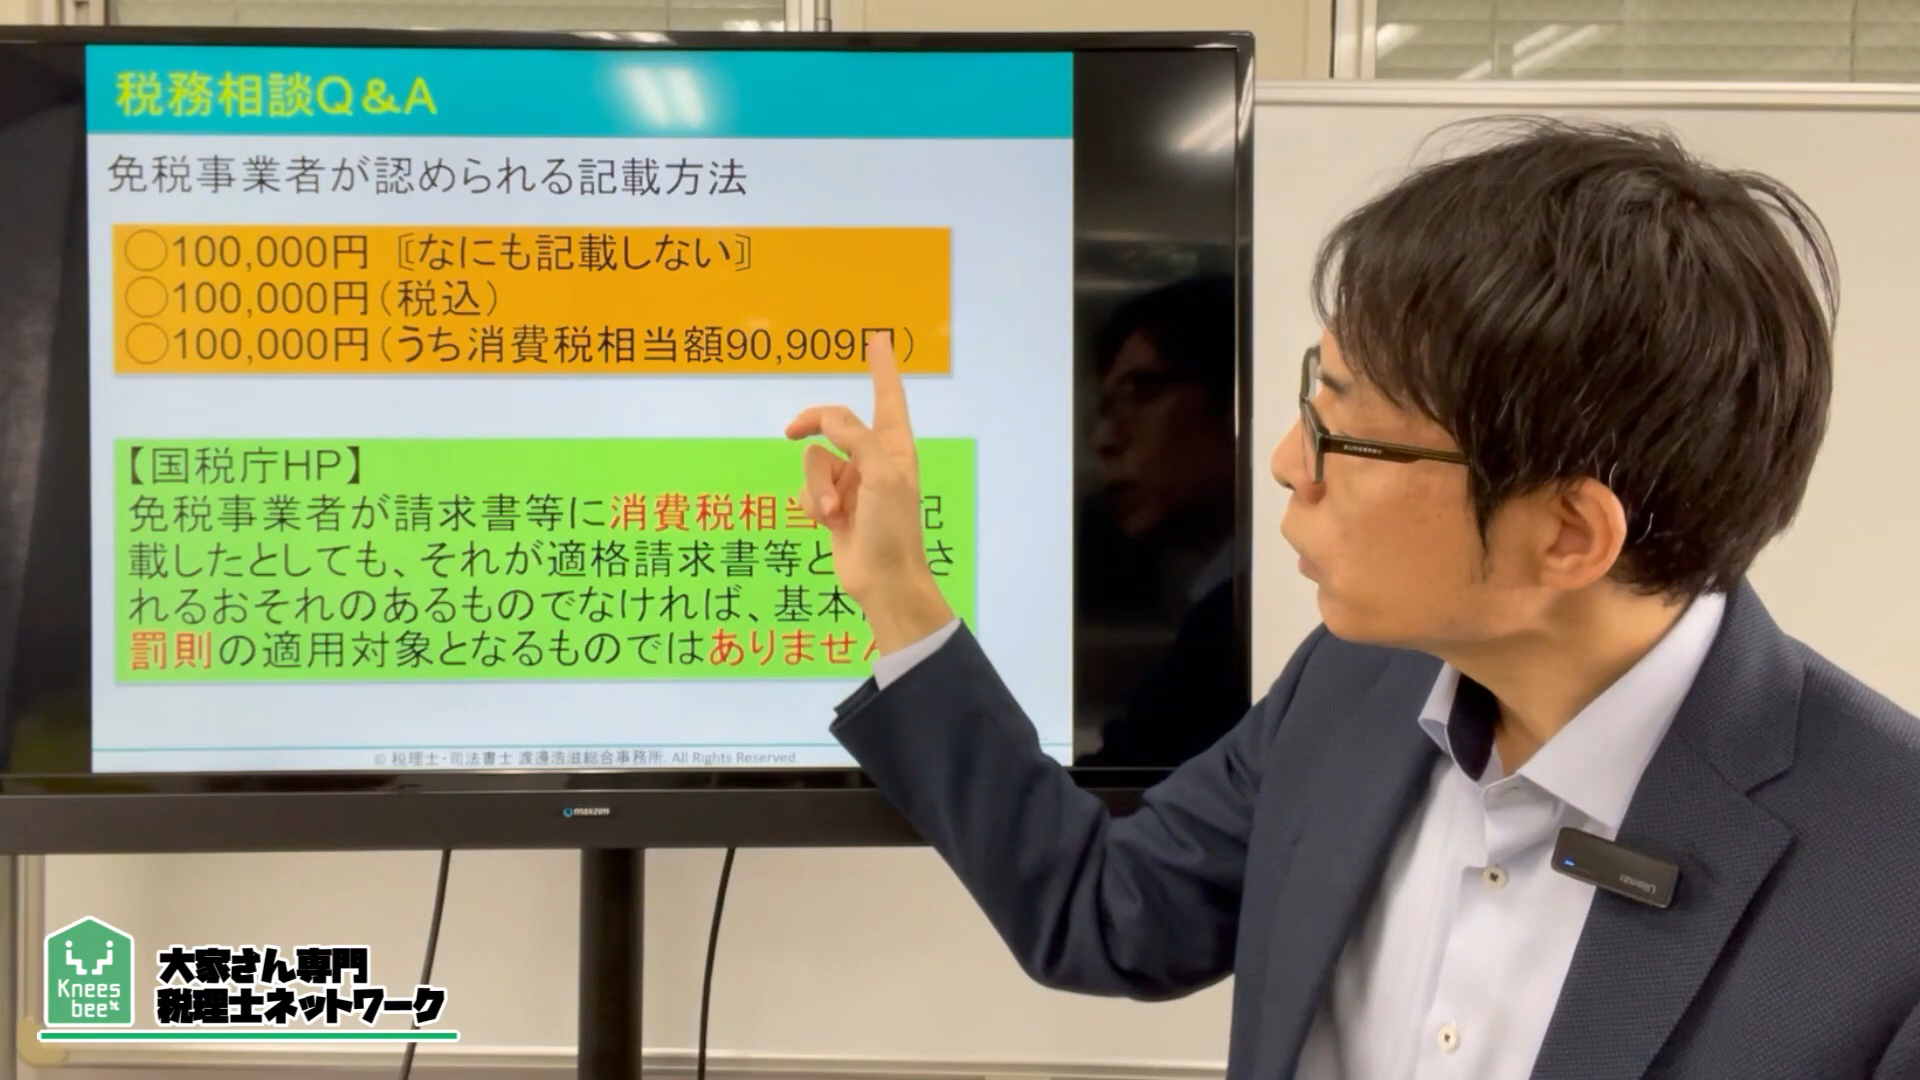 税務相談Q&A
免税事業者が認められる記載方法
○100,000円〖なにも記載しない〗
○100,000円（税込）
○100,000円（うち消費税相当額90,909円）
【国税庁HP】
免税事業者が請求書等に消費税相当 記
載したとしても、それが適格請求書等と さ
れるおそれのあるものでなければ、基本
罰則の適用対象となるものではありません
© 税理士・司法書士 渡邊浩滋総合事務所. All Rights Reserved
maxzen
Ulanzi
Knees
bee
大家さん専門
税理士ネットワーク